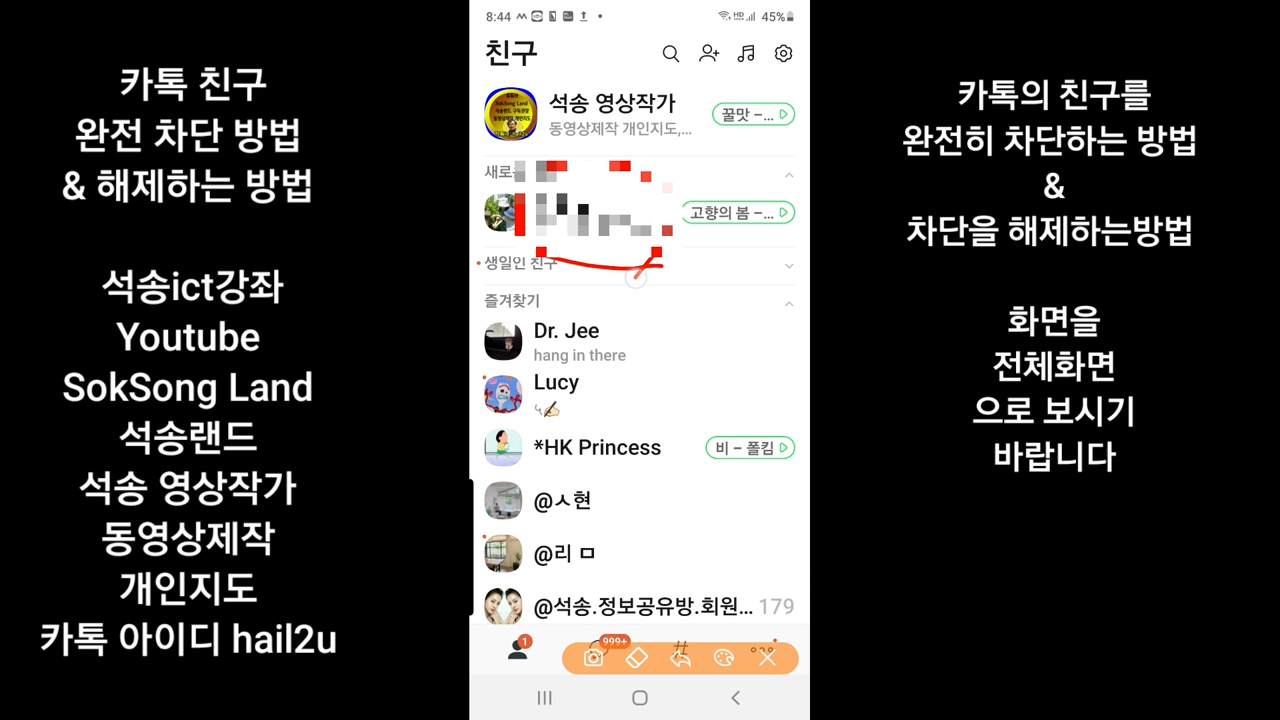 카톡 친구
완전 차단 방법
& 해제하는 방법
석송ict강좌
Youtube
SokSong Land
석송랜드
석송 영상작가
동영상제작
개인지도
카톡 아이디 hail2u
8:44
45%
친구
석송 영상작가
동영상제작 개인지도,...
꿀맛 – ...
새로운
고향의 봄 – ...
생일인 친구
즐겨찾기
Dr. Jee
hang in there
Lucy
*HK Princess
비 – 폴킴
@ㅅ현
@리 ㅁ
@석송.정보공유방.회원... 179
1
999+
카톡의 친구를
완전히 차단하는 방법
&
차단을 해제하는방법
화면을
전체화면
으로 보시기
바랍니다